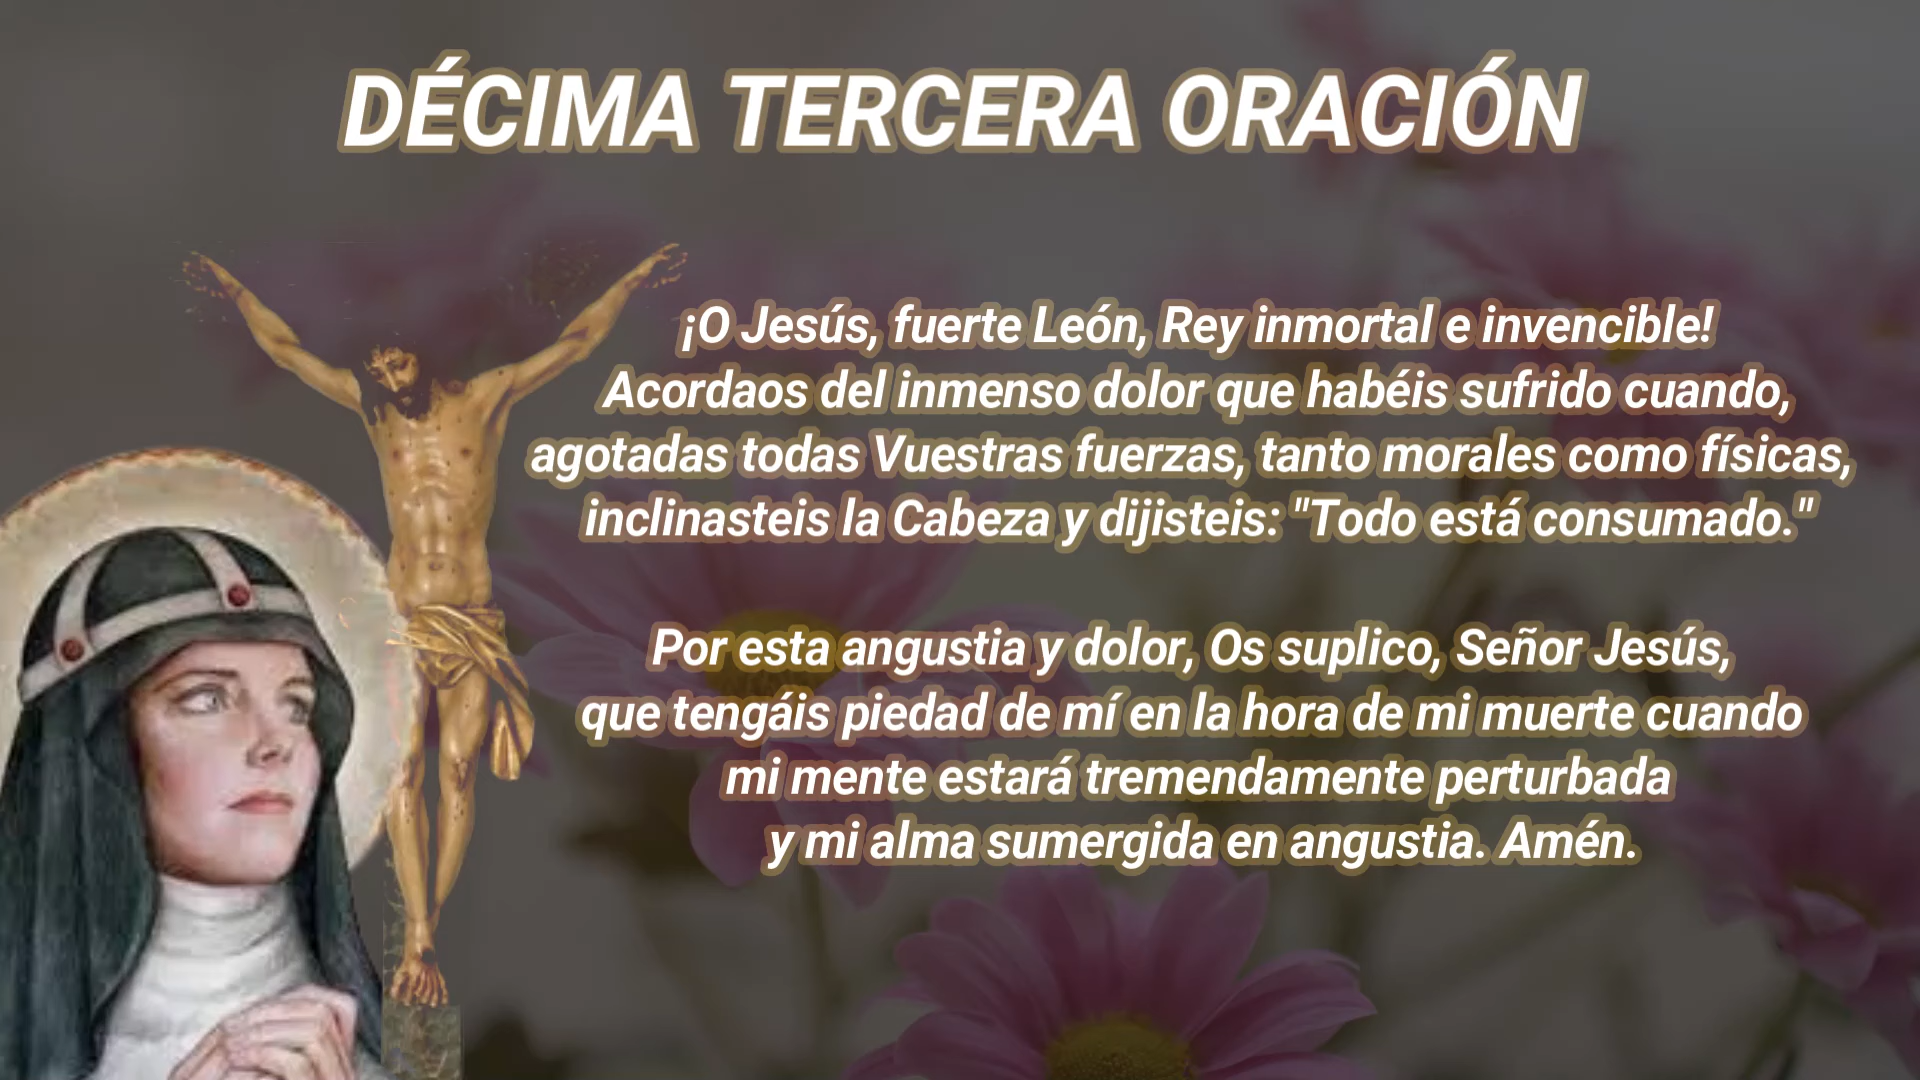 DÉCIMA TERCERA ORACIÓN
¡O Jesús, fuerte León, Rey inmortal e invencible!
Acordaos del inmenso dolor que habéis sufrido cuando,
agotadas todas Vuestras fuerzas, tanto morales como físicas,
inclinasteis la Cabeza y dijisteis: "Todo está consumado."
Por esta angustia y dolor, Os suplico, Señor Jesús,
que tengáis piedad de mí en la hora de mi muerte cuando
mi mente estará tremendamente perturbada
y mi alma sumergida en angustia. Amén.